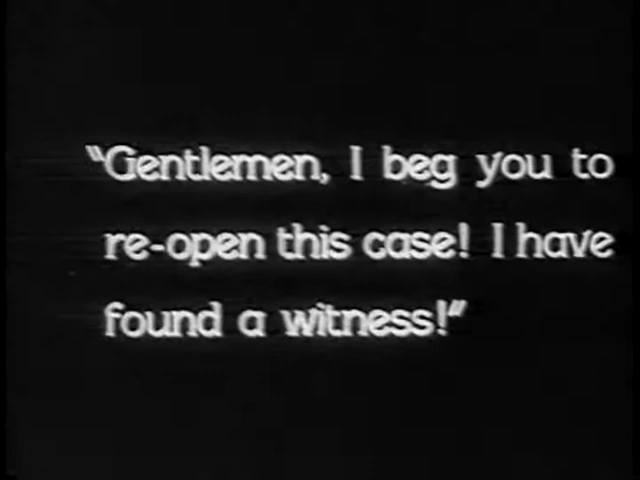 "Gentlemen, I beg you to
re-open this case! I have
found a witness!"